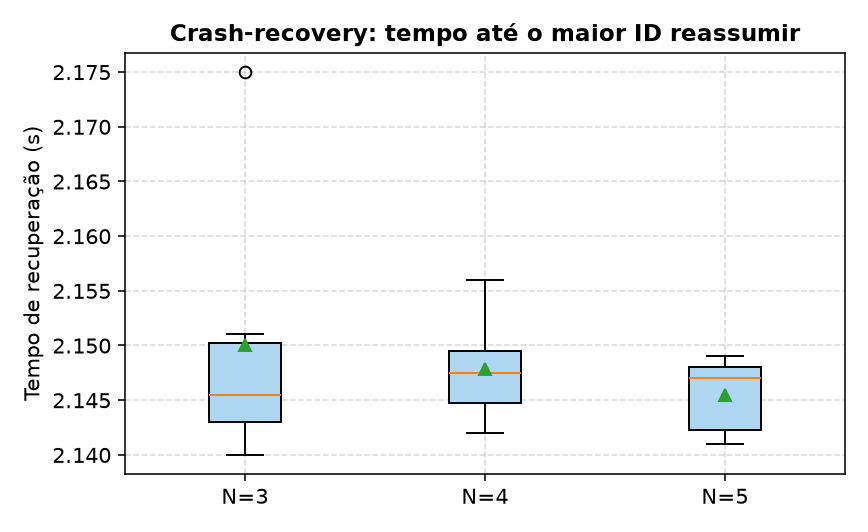 Crash-recovery: tempo até o maior ID reassumir
Tempo de recuperação (s)
2.175
2.170
2.165
2.160
2.155
2.150
2.145
2.140
N=3
N=4
N=5